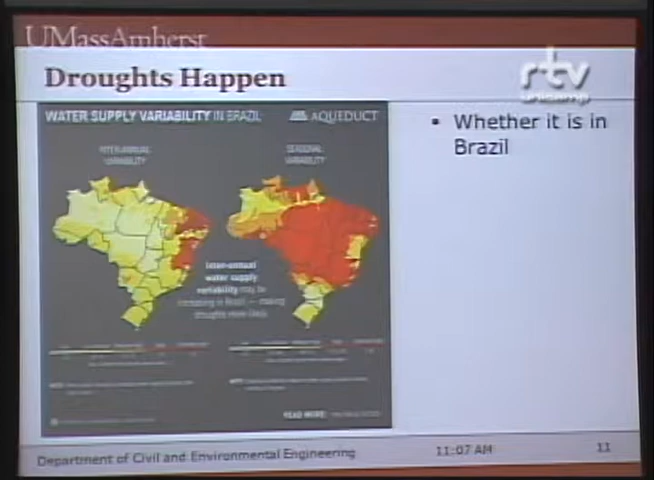 UMassAmherst
Droughts Happen
rtv
unicamp
WATER SUPPLY VARIABILITY IN BRAZIL
AQUEDUCT
INTER-ANNUAL
VARIABILITY
SEASONAL
VARIABILITY
Inter-annual
water supply
variability may be
increasing in Brazil — making
droughts more likely.
READ MORE:
• Whether it is in
Brazil
Department of Civil and Environmental Engineering
11:07 AM
11